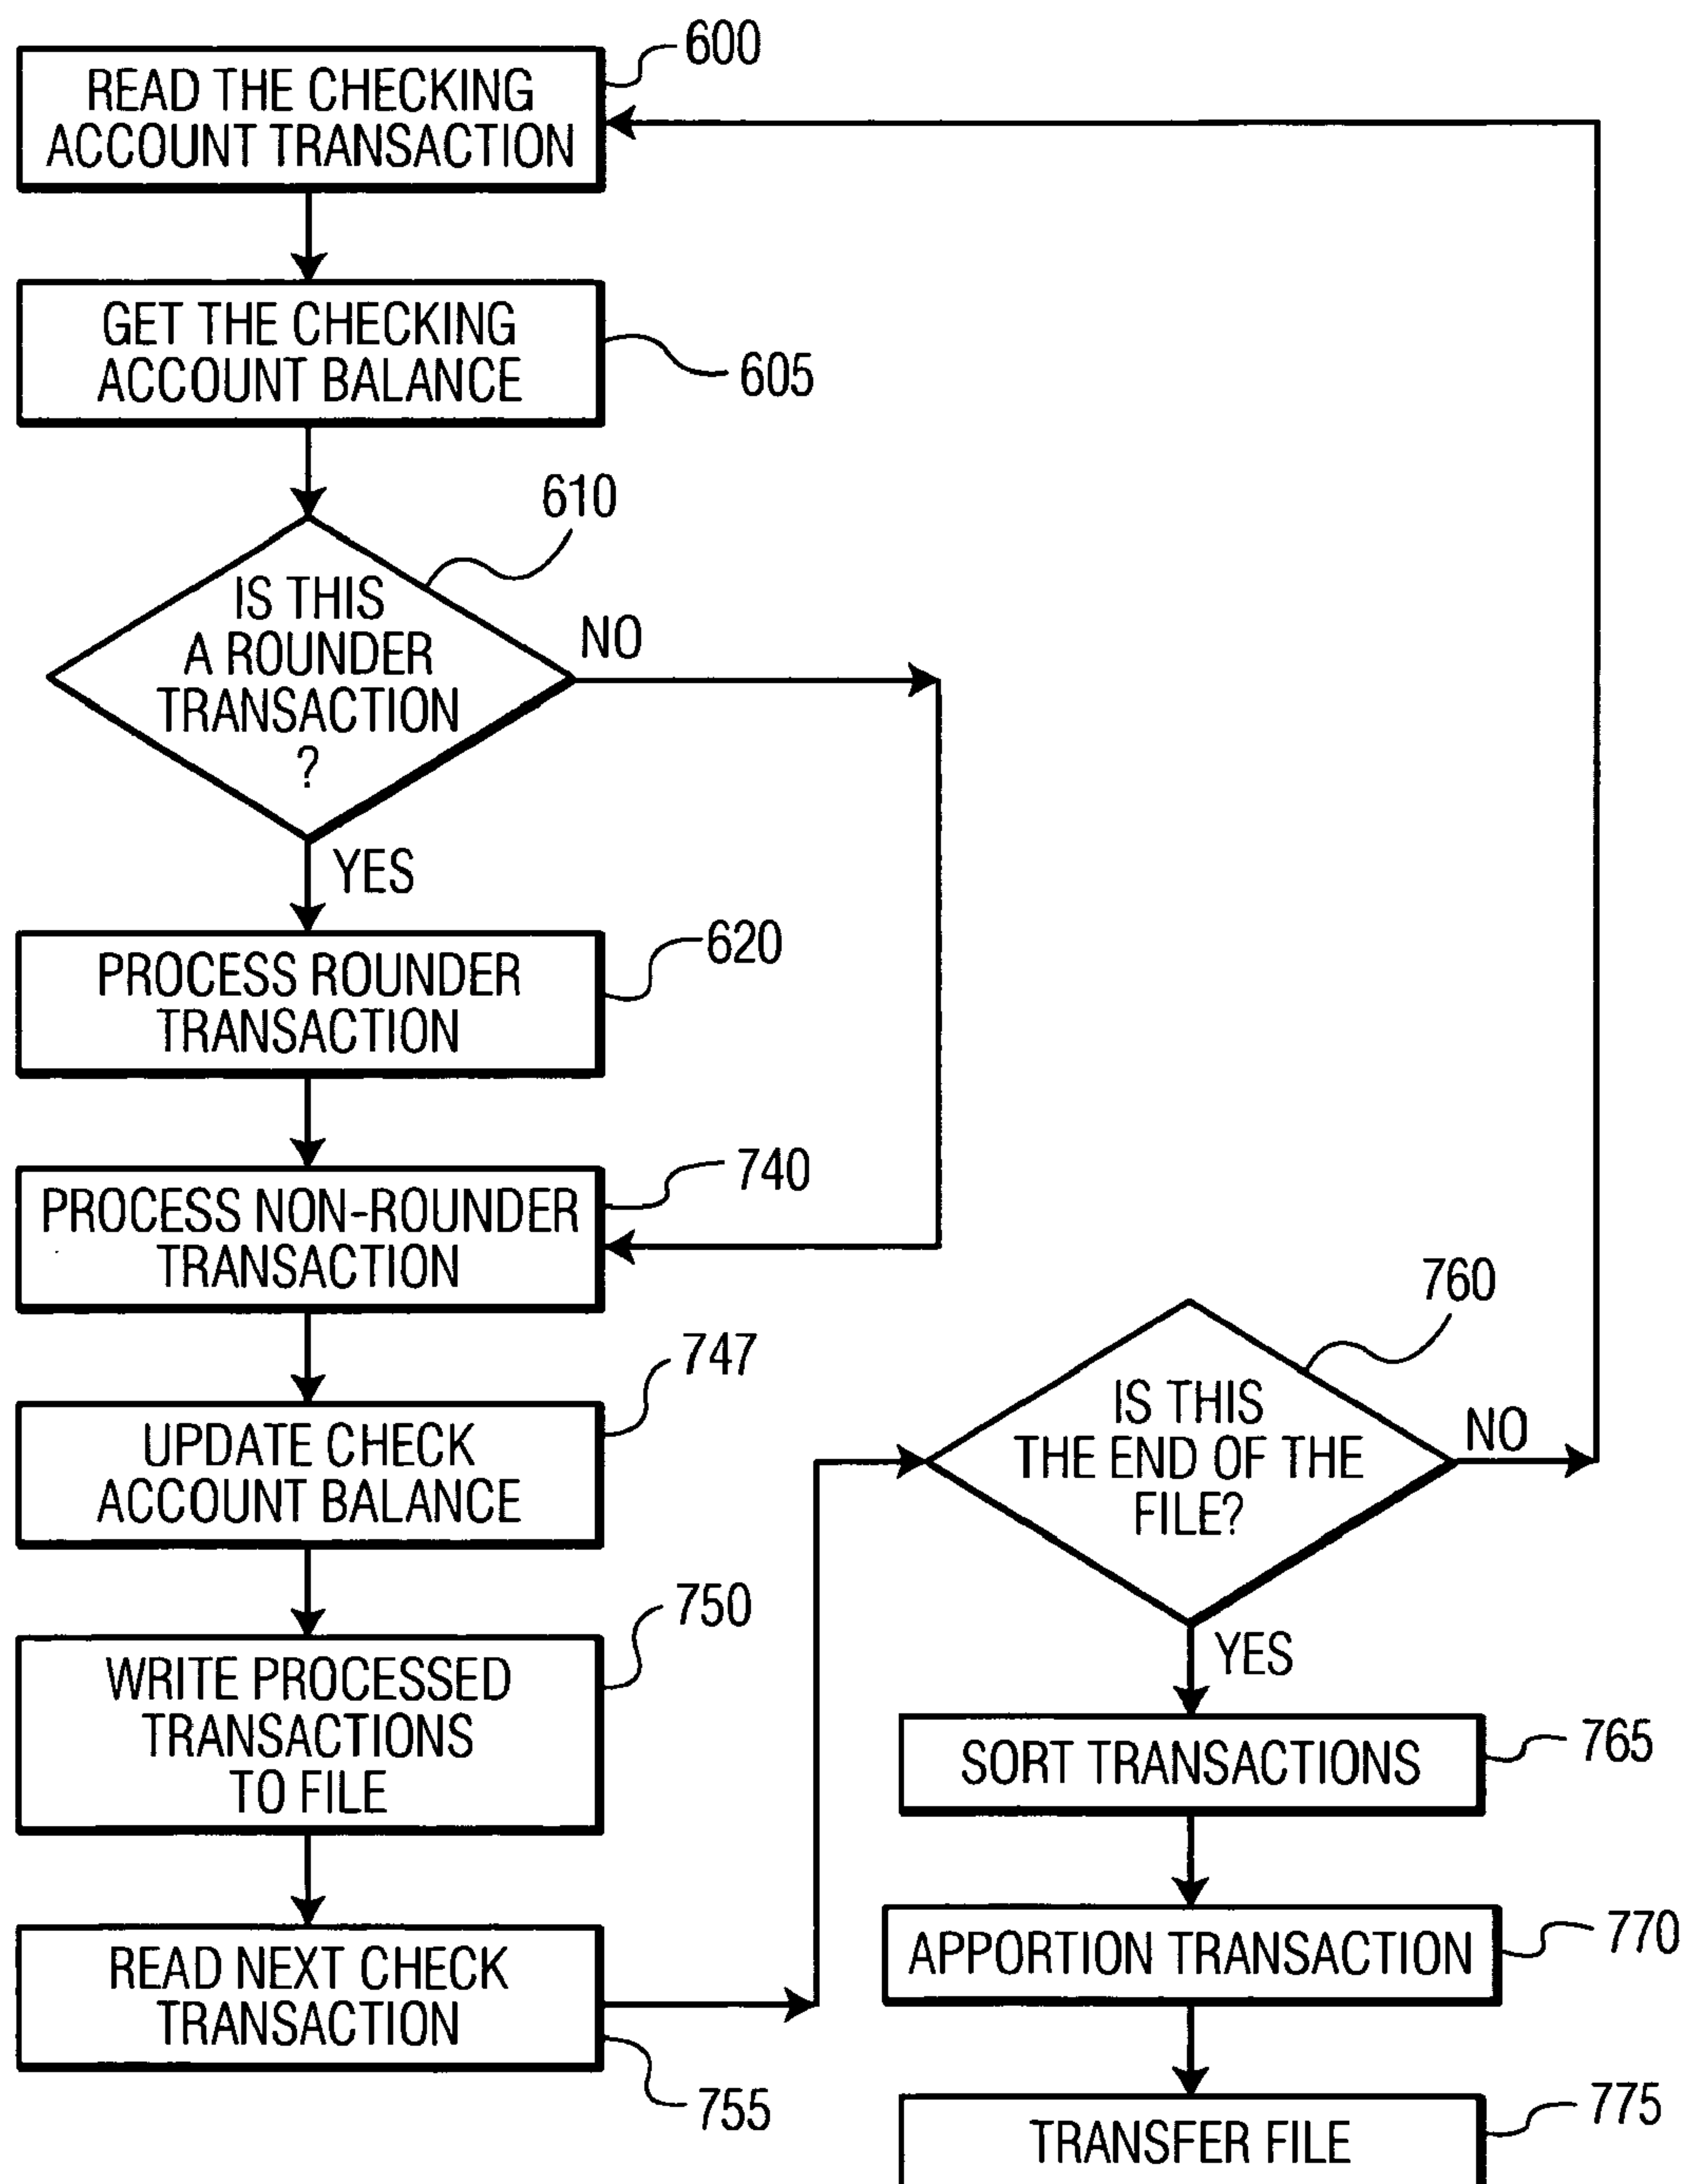 600
READ THE CHECKING
ACCOUNT TRANSACTION
GET THE CHECKING
ACCOUNT BALANCE
605
610
IS THIS
A ROUNDER
TRANSACTION
?
NO
YES
620
PROCESS ROUNDER
TRANSACTION
740
PROCESS NON-ROUNDER
TRANSACTION
747
UPDATE CHECK
ACCOUNT BALANCE
750
WRITE PROCESSED
TRANSACTIONS
TO FILE
READ NEXT CHECK
TRANSACTION
755
760
IS THIS
THE END OF THE
FILE?
NO
YES
SORT TRANSACTIONS
765
APPORTION TRANSACTION
770
TRANSFER FILE
775